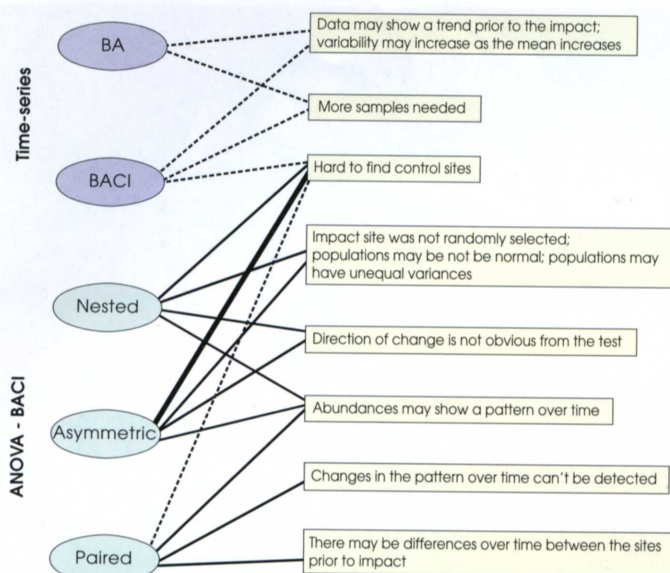 Time-series
BA
BACI
ANOVA - BACI
Nested
Asymmetric
Paired
Data may show a trend prior to the impact;
variability may increase as the mean increases
More samples needed
Hard to find control sites
Impact site was not randomly selected;
populations may be not be normal; populations may
have unequal variances
Direction of change is not obvious from the test
Abundances may show a pattern over time
Changes in the pattern over time can't be detected
There may be differences over time between the sites
prior to impact